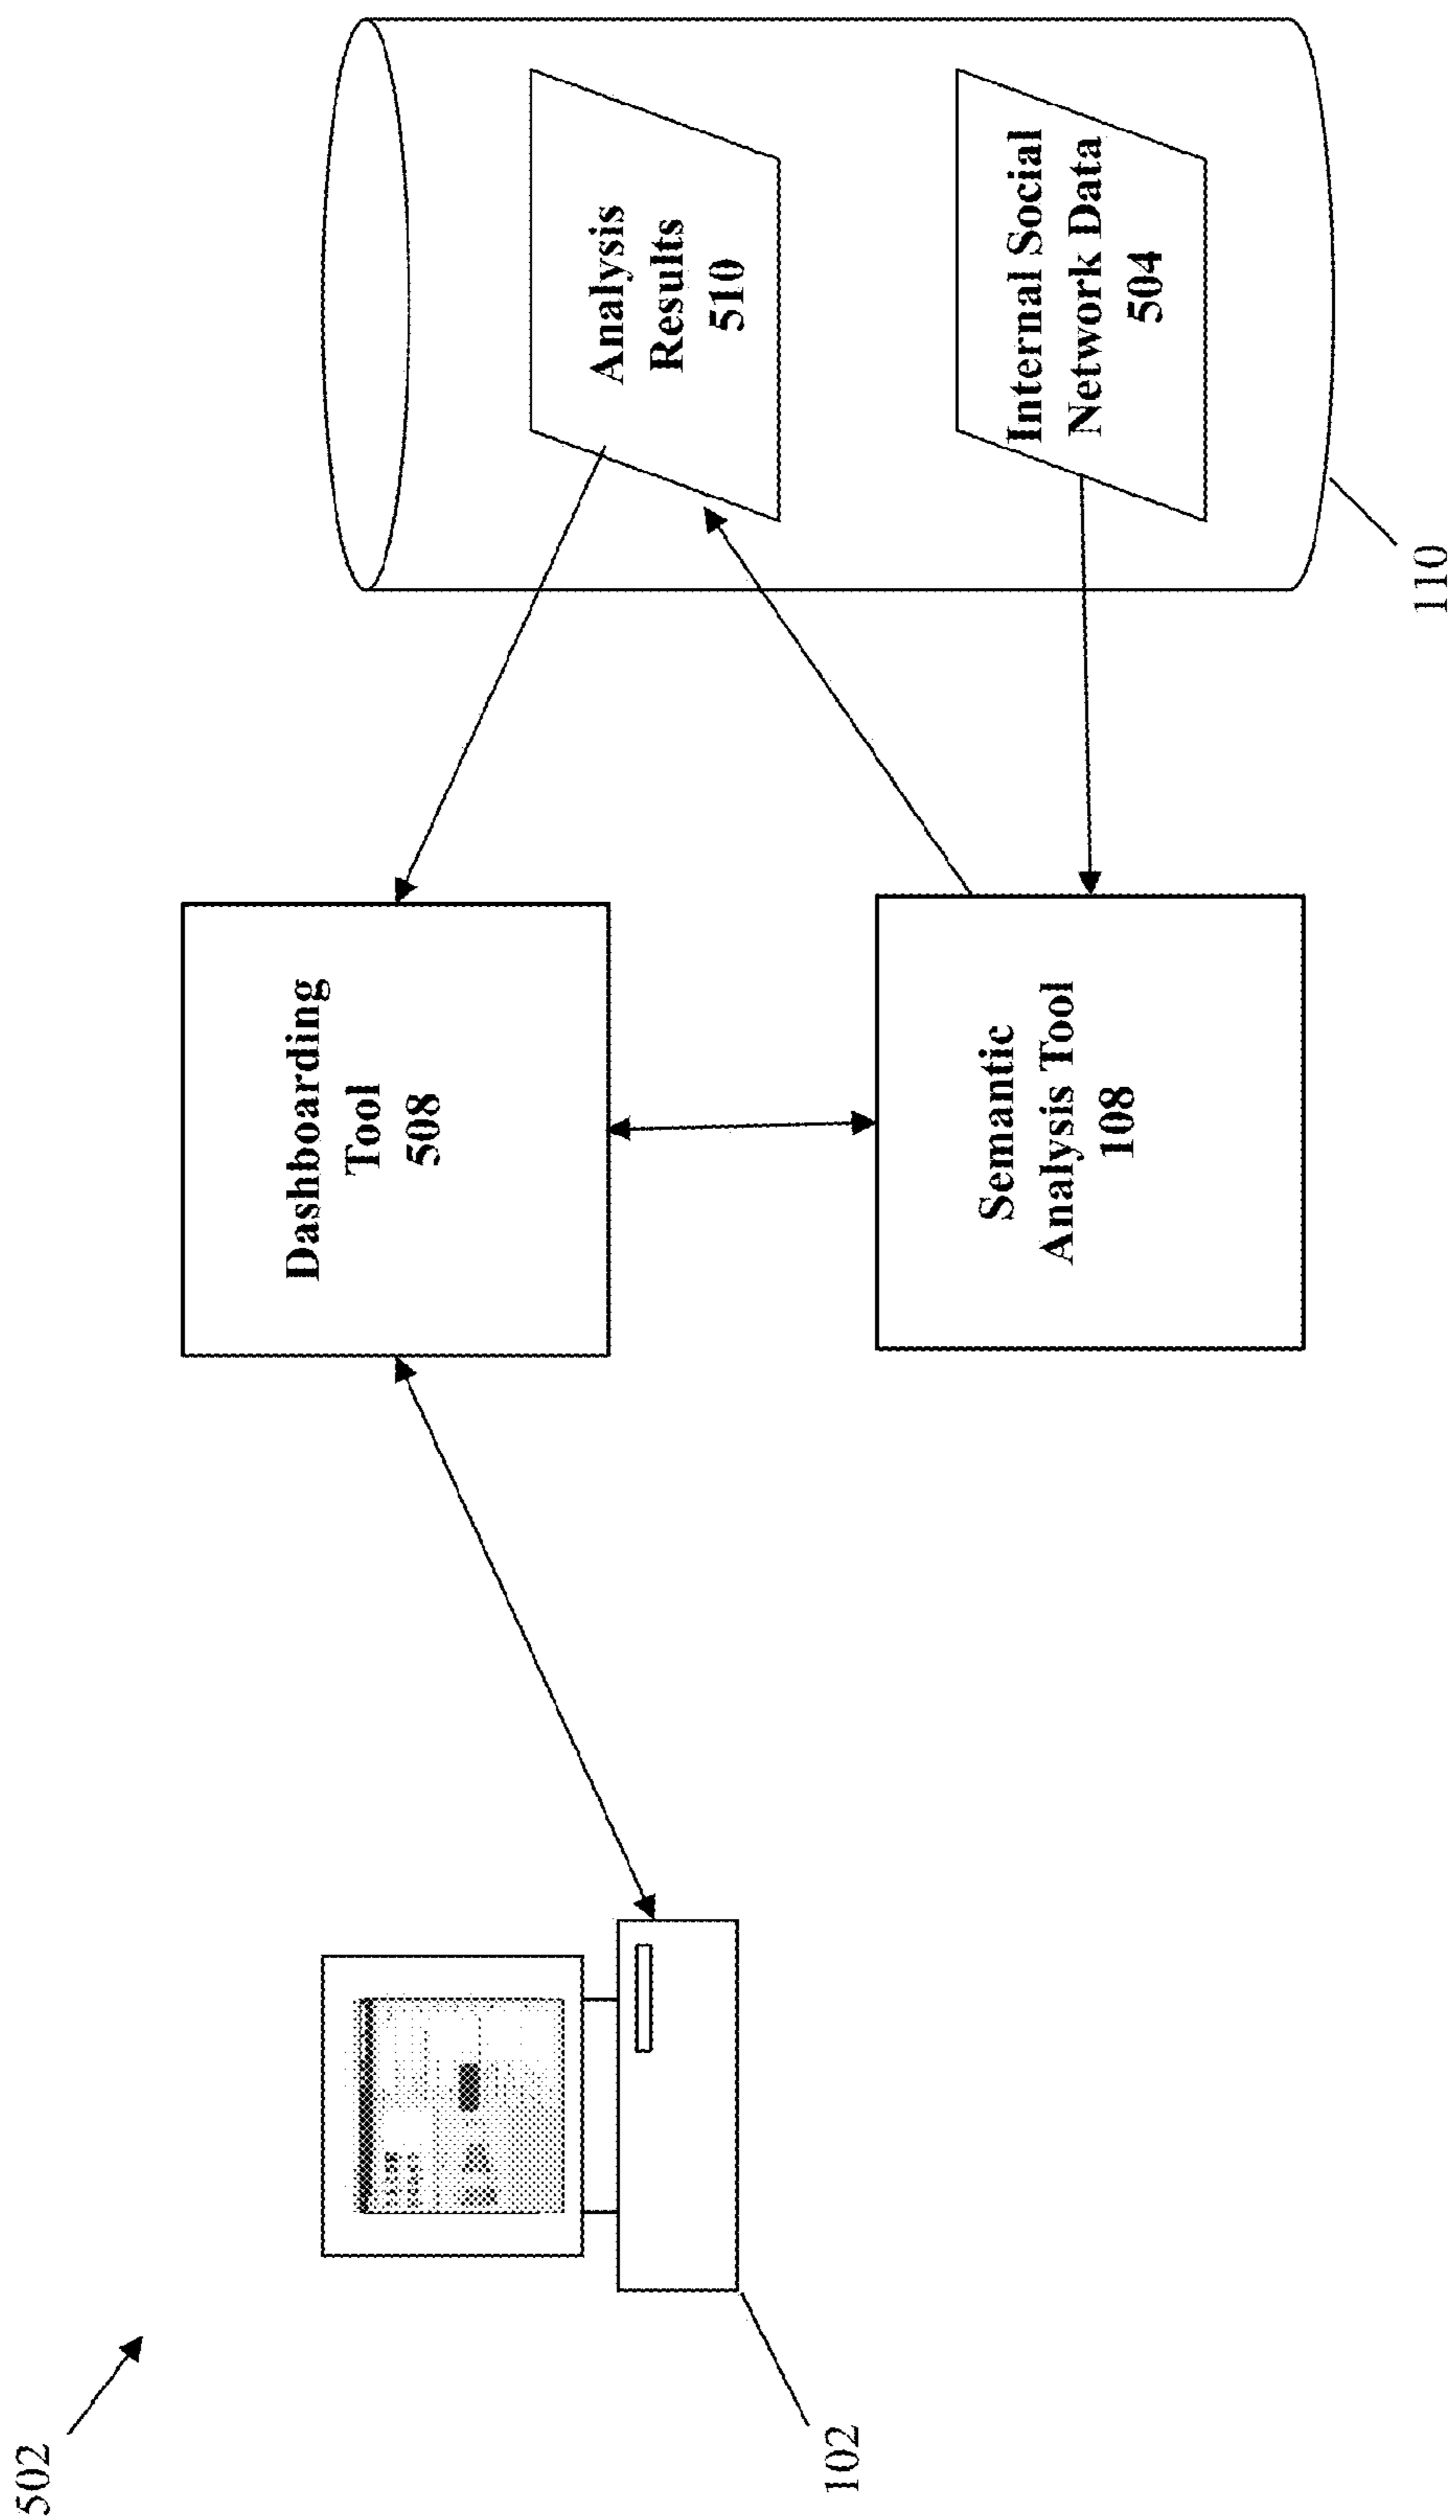 502
102
Dashboarding
Tool
508
Semantic
Analysis Tool
108
Analysis
Results
510
Internal Social
Network Data
504
110